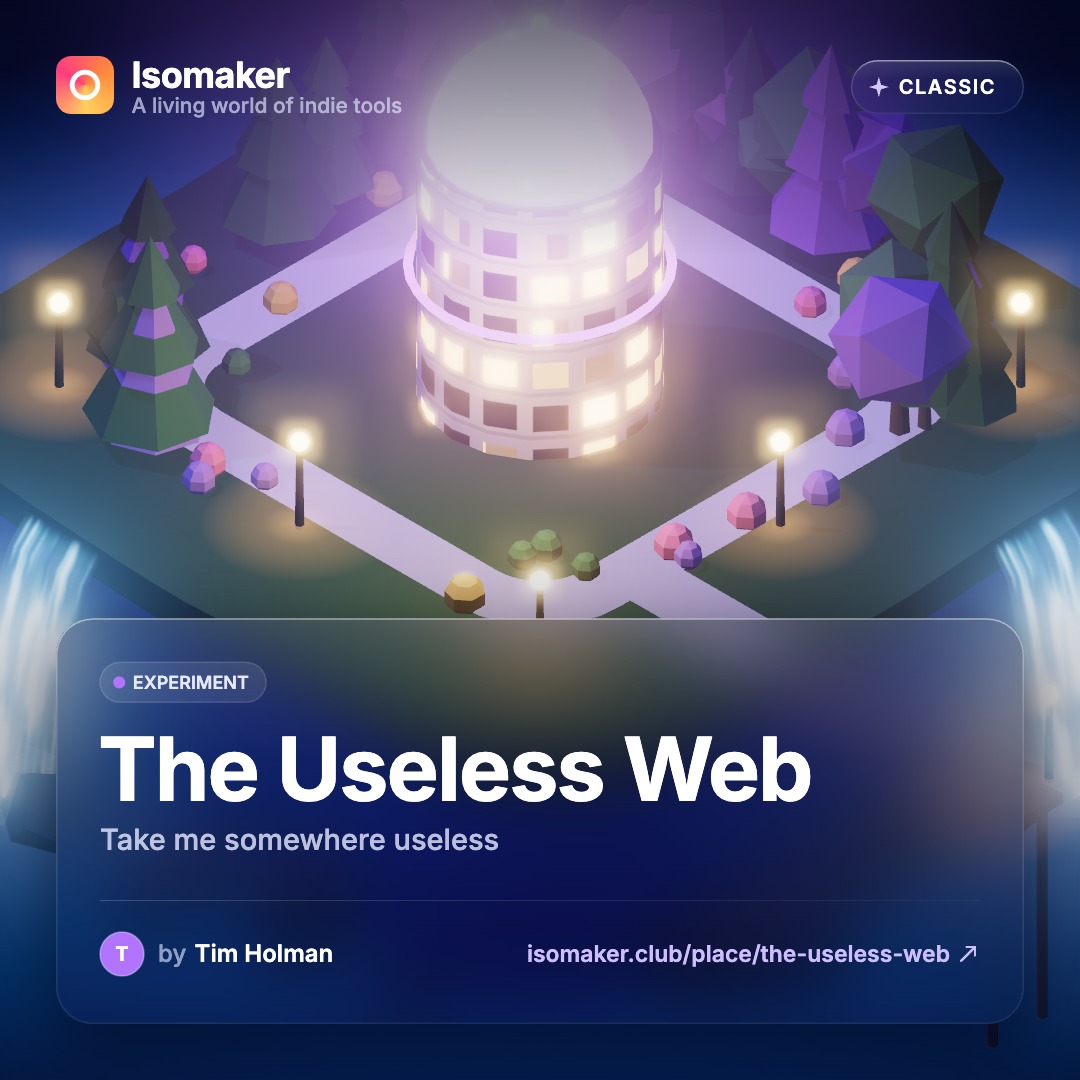 Isomaker
A living world of indie tools
CLASSIC
EXPERIMENT
The Useless Web
Take me somewhere useless
T
by Tim Holman
isomaker.club/place/the-useless-web ↗